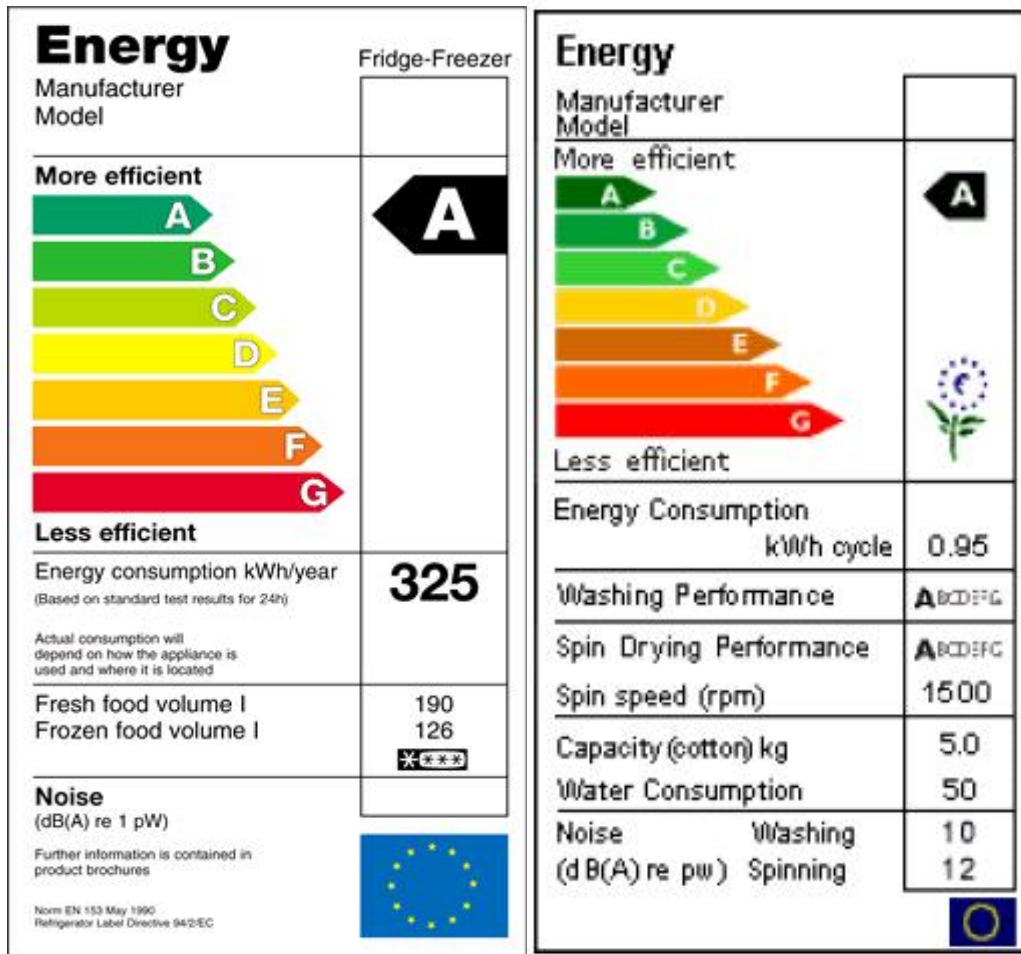 Energy
Fridge-Freezer
Manufacturer
Model
More efficient
A
A
B
C
D
E
F
G
Less efficient
Energy consumption kWh/year
325
(Based on standard test results for 24h)
Actual consumption will
depend on how the appliance is
used and where it is located
Fresh food volume l 190
Frozen food volume l 126
Noise
(dB(A) re 1 pW)
Further information is contained in
product brochures
Norm EN 153 May 1990
Refrigerator Label Directive 94/2/EC
Energy
Manufacturer
Model
More efficient
A
A
B
C
D
E
F
G
Less efficient
Energy Consumption
kWh cycle 0.95
Washing Performance ABCDEFG
Spin Drying Performance ABCDEFG
Spin speed (rpm) 1500
Capacity (cotton) kg 5.0
Water Consumption 50
Noise Washing 10
(dB(A) re pw) Spinning 12